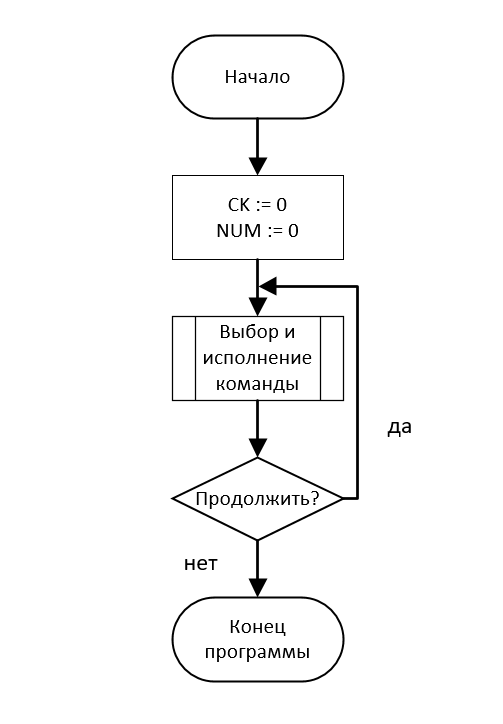 Начало
СК := 0
NUM := 0
Выбор и
исполнение
команды
да
Продолжить?
нет
Конец
программы